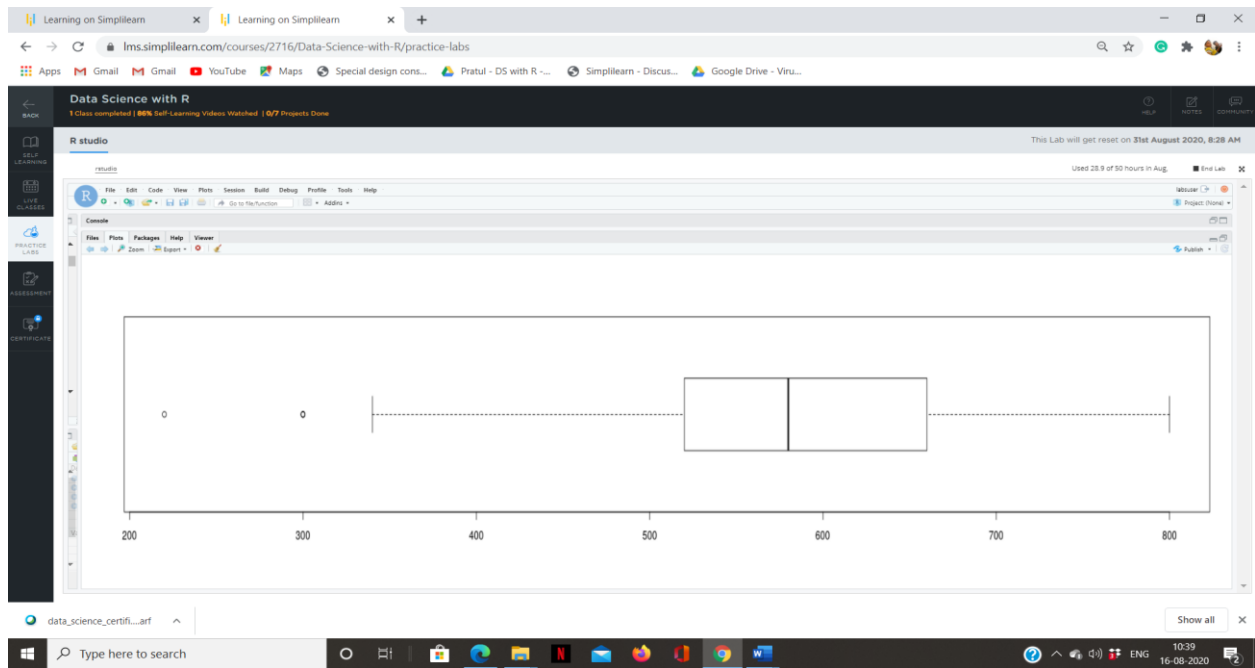 Learning on Simplilearn Learning on Simplilearn
lms.simplilearn.com/courses/2716/Data-Science-with-R/practice-labs
Apps Gmail Gmail YouTube Maps Special design cons... Pratul - DS with R -... Simplilearn - Discus... Google Drive - Viru...
Data Science with R
1 Class completed | 86% Self-Learning Videos Watched | 0/7 Projects Done
BACK
HELP NOTES COMMUNITY
R studio This Lab will get reset on 31st August 2020, 8:28 AM
SELF
LEARNING
rstudio Used 28.9 of 50 hours in Aug. End Lab
LIVE
CLASSES
R File Edit Code View Plots Session Build Debug Profile Tools Help labsuser
Go to file/function Addins Project: (None)
Console
Files Plots Packages Help Viewer
Zoom Export Publish
PRACTICE
LABS
ASSESSMENT
CERTIFICATE
200 300 400 500 600 700 800
data_science_certifi....arf Show all
Type here to search ENG 10:39
16-08-2020